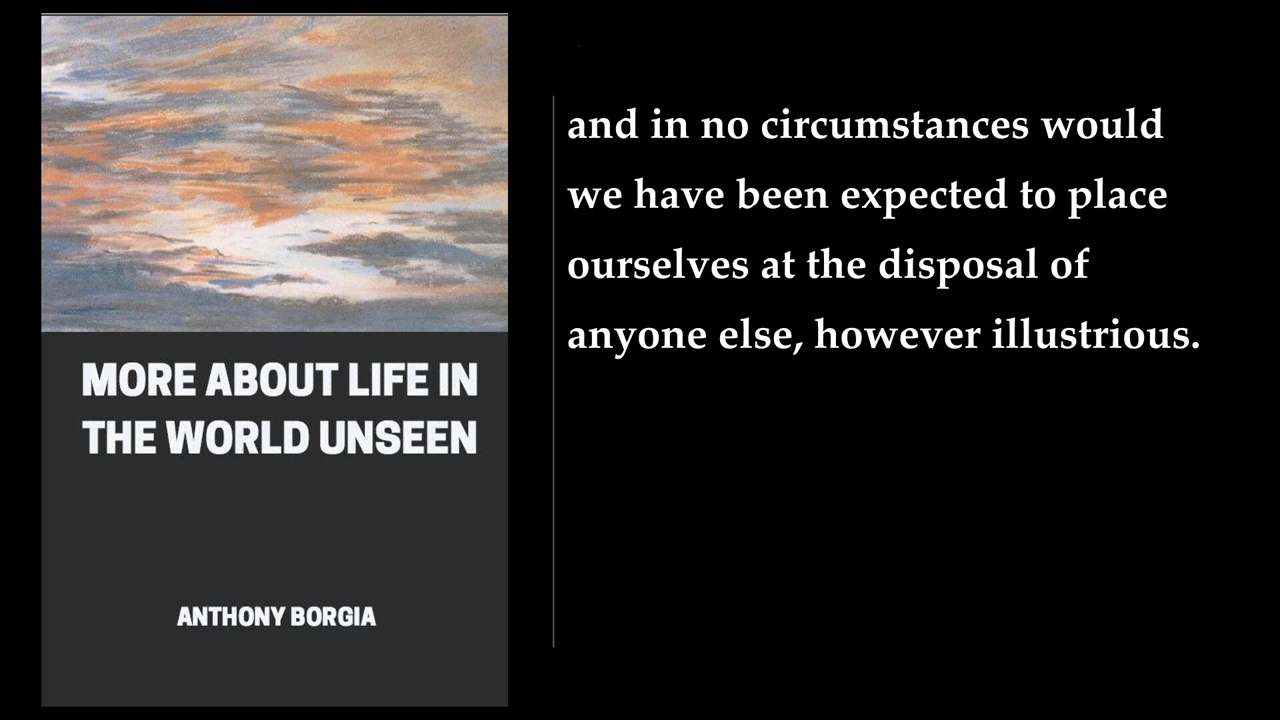 MORE ABOUT LIFE IN
THE WORLD UNSEEN
ANTHONY BORGIA
and in no circumstances would
we have been expected to place
ourselves at the disposal of
anyone else, however illustrious.